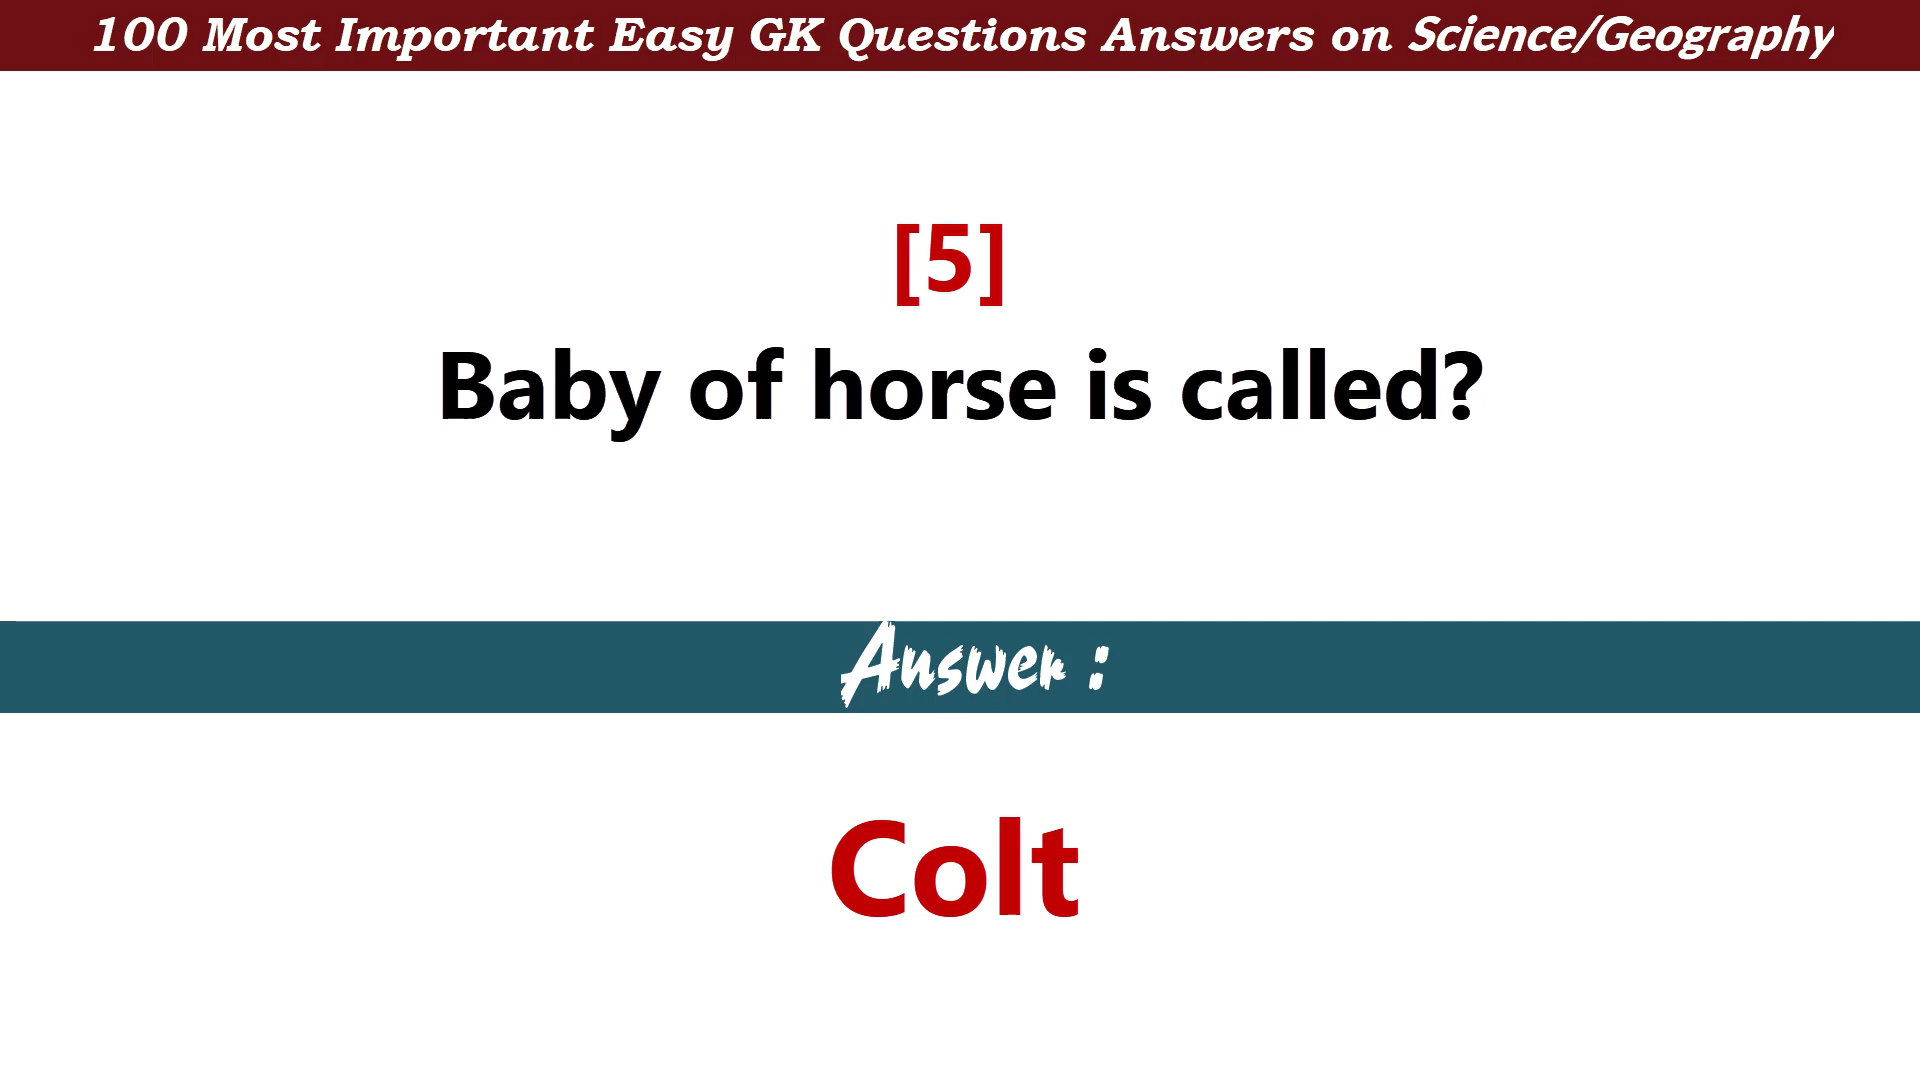 100 Most Important Easy GK Questions Answers on Science/Geography
[5]
Baby of horse is called?
Answer :
Colt